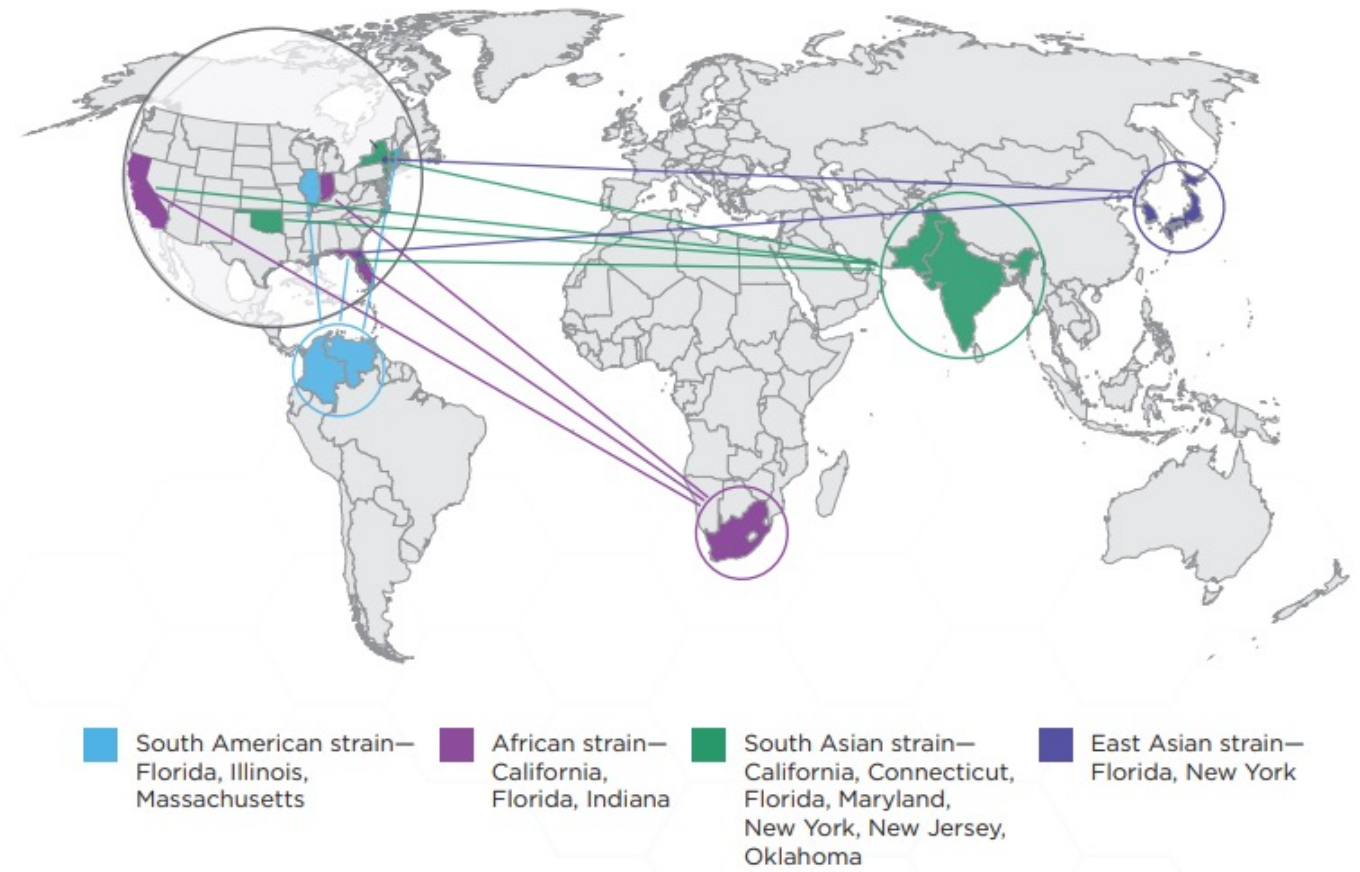 South American strain—
Florida, Illinois,
Massachusetts
African strain—
California,
Florida, Indiana
South Asian strain—
California, Connecticut,
Florida, Maryland,
New York, New Jersey,
Oklahoma
East Asian strain—
Florida, New York